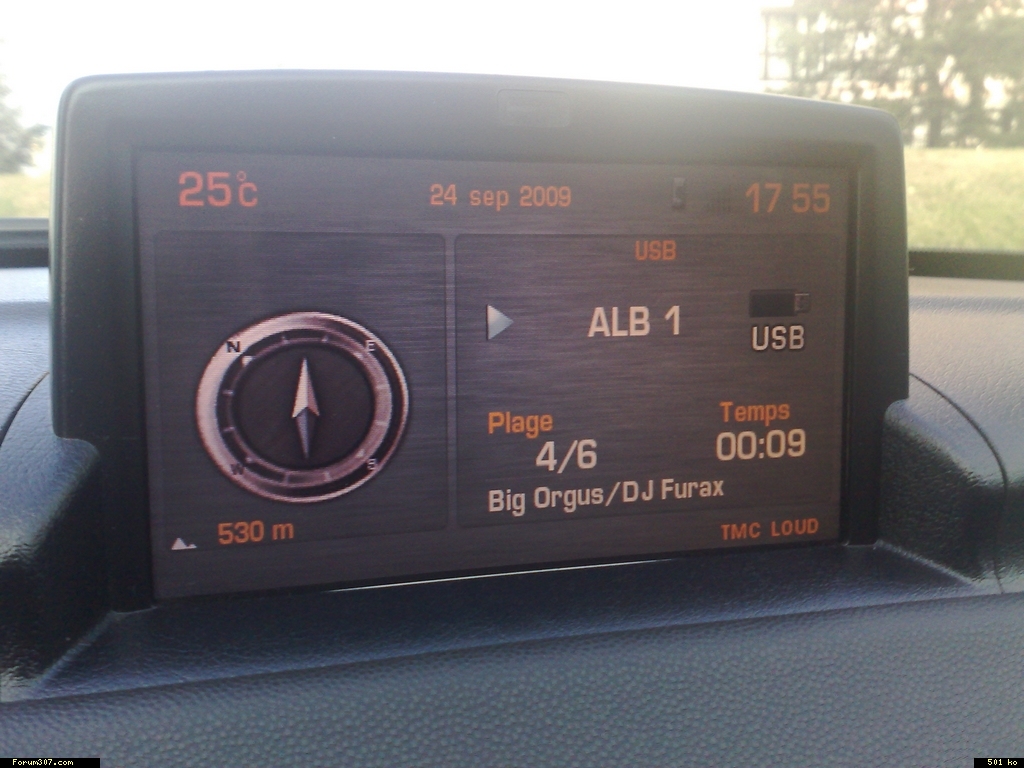 25°C 24 sep 2009 17 55
USB
ALB 1
USB
N E
W S
Plage Temps
4/6 00:09
Big Orgus/DJ Furax
530 m TMC LOUD
Forum307.com 501 ko